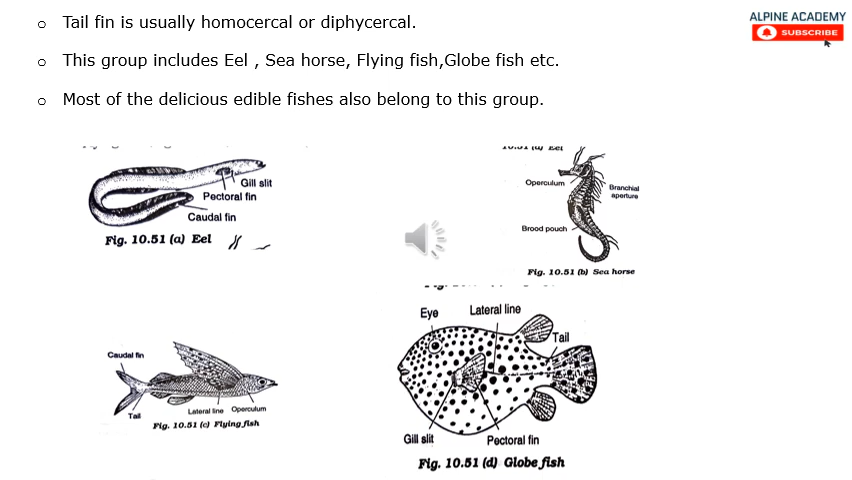 ALPINE ACADEMY
SUBSCRIBE
o Tail fin is usually homocercal or diphycercal.
o This group includes Eel , Sea horse, Flying fish,Globe fish etc.
o Most of the delicious edible fishes also belong to this group.
Gill slit
Pectoral fin
Caudal fin
Fig. 10.51 (a) Eel
Operculum
Branchial
aperture
Brood pouch
Fig. 10.51 (b) Sea horse
Caudal fin
Tail
Lateral line
Operculum
Fig. 10.51 (c) Flying fish
Eye
Lateral line
Tail
Gill slit
Pectoral fin
Fig. 10.51 (d) Globe fish